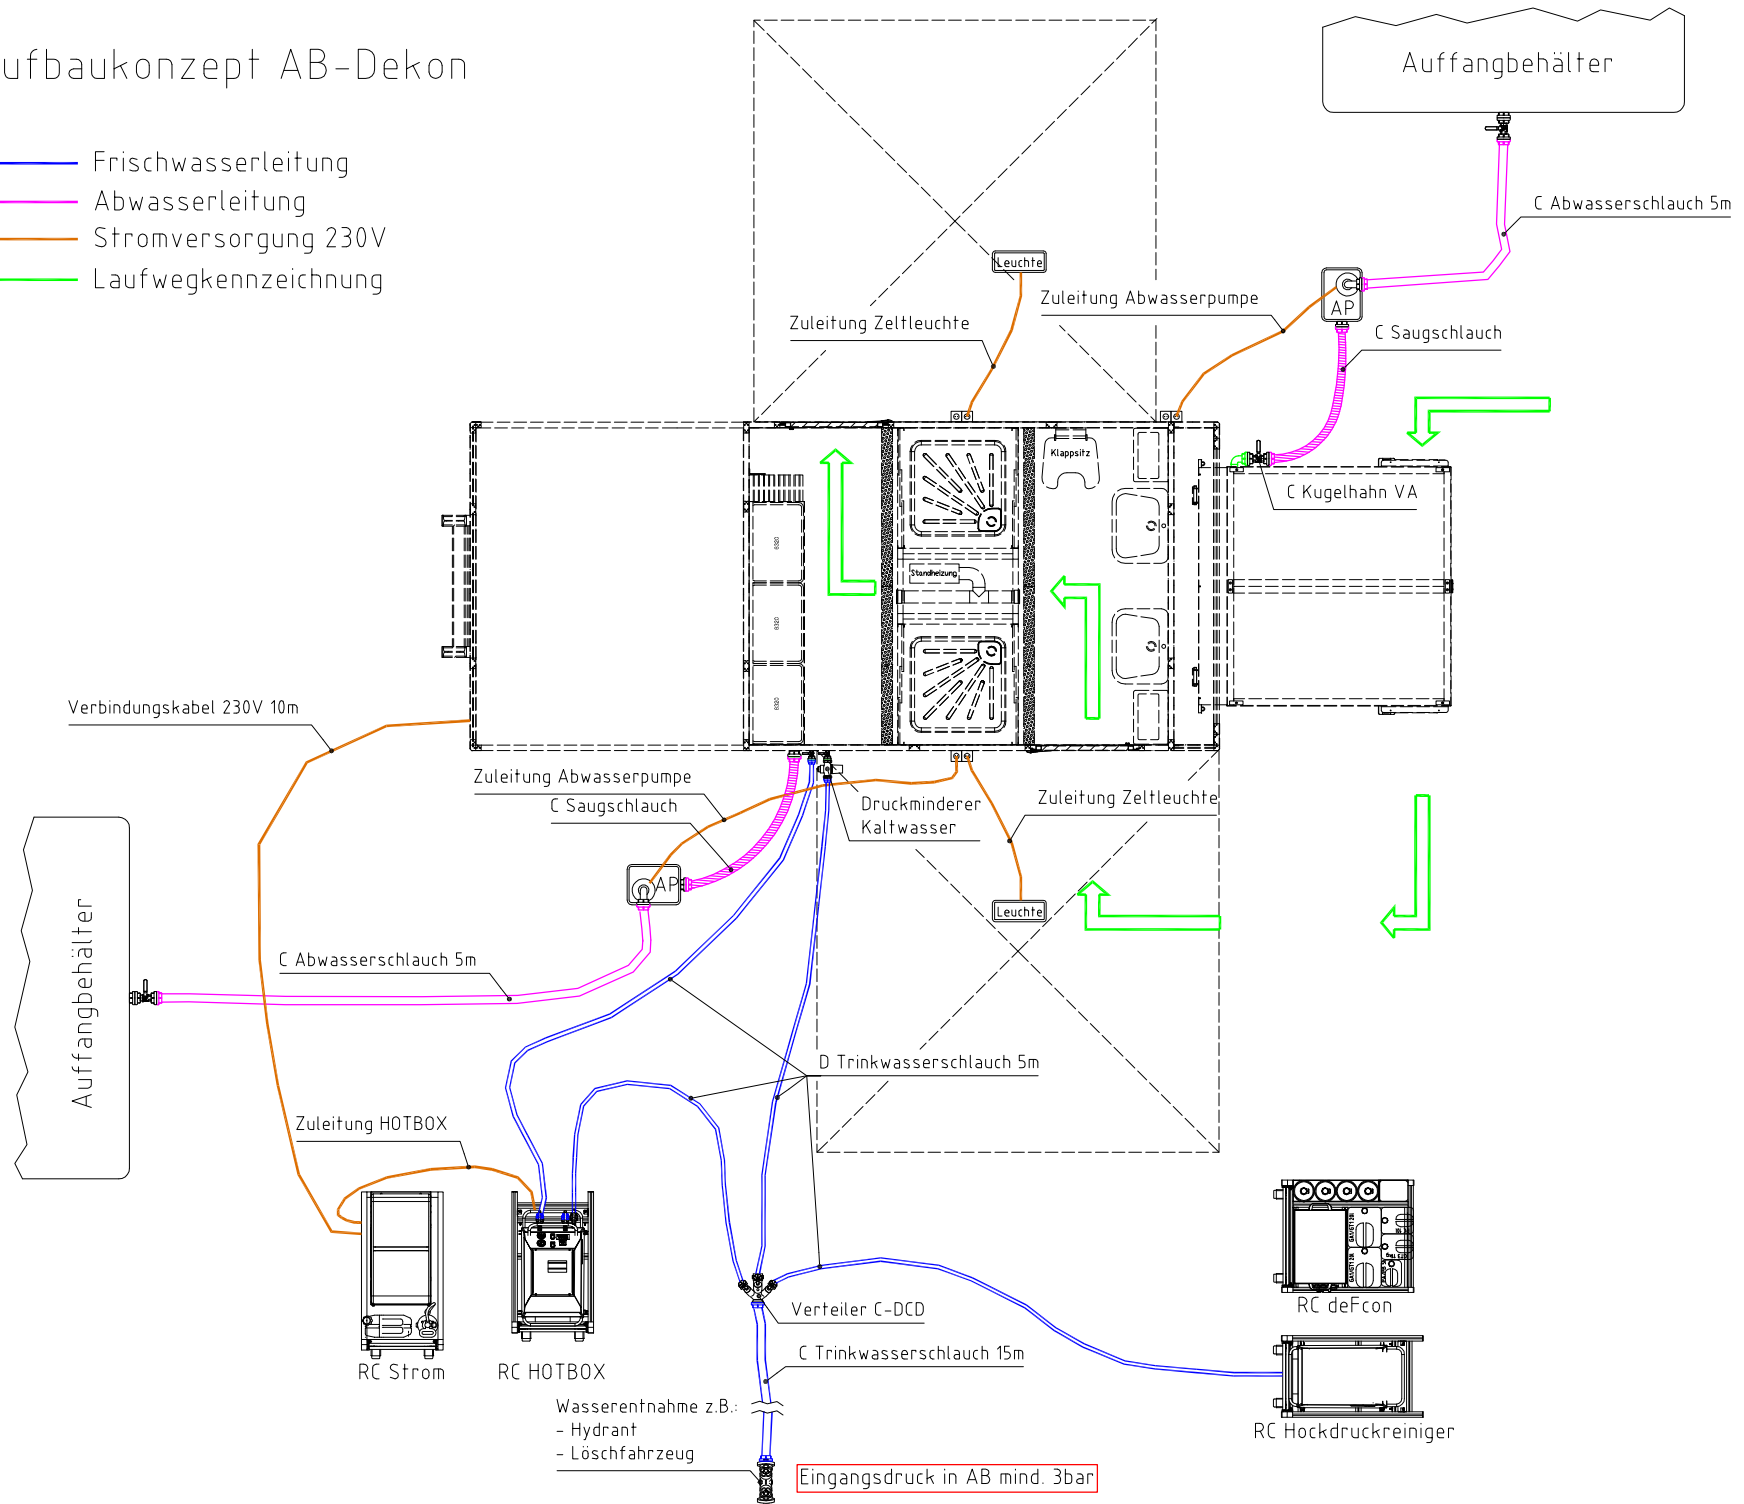 ufbaukonzept AB-Dekon
Frischwasserleitung
Abwasserleitung
Stromversorgung 230V
Laufwegkennzeichnung
Auffangbehälter
C Abwasserschlauch 5m
Leuchte
Zuleitung Abwasserpumpe
Zuleitung Zeltleuchte
AP
C Saugschlauch
Klappsitz
C Kugelhahn VA
Standheizung
Verbindungskabel 230V 10m
Zuleitung Abwasserpumpe
C Saugschlauch
Druckminderer
Kaltwasser
Zuleitung Zeltleuchte
AP
Leuchte
Auffangbehälter
C Abwasserschlauch 5m
D Trinkwasserschlauch 5m
Zuleitung HOTBOX
RC Strom
RC HOTBOX
Verteiler C-DCD
C Trinkwasserschlauch 15m
RC deFcon
RC Hockdruckreiniger
Wasserentnahme z.B.:
- Hydrant
- Löschfahrzeug
Eingangsdruck in AB mind. 3bar